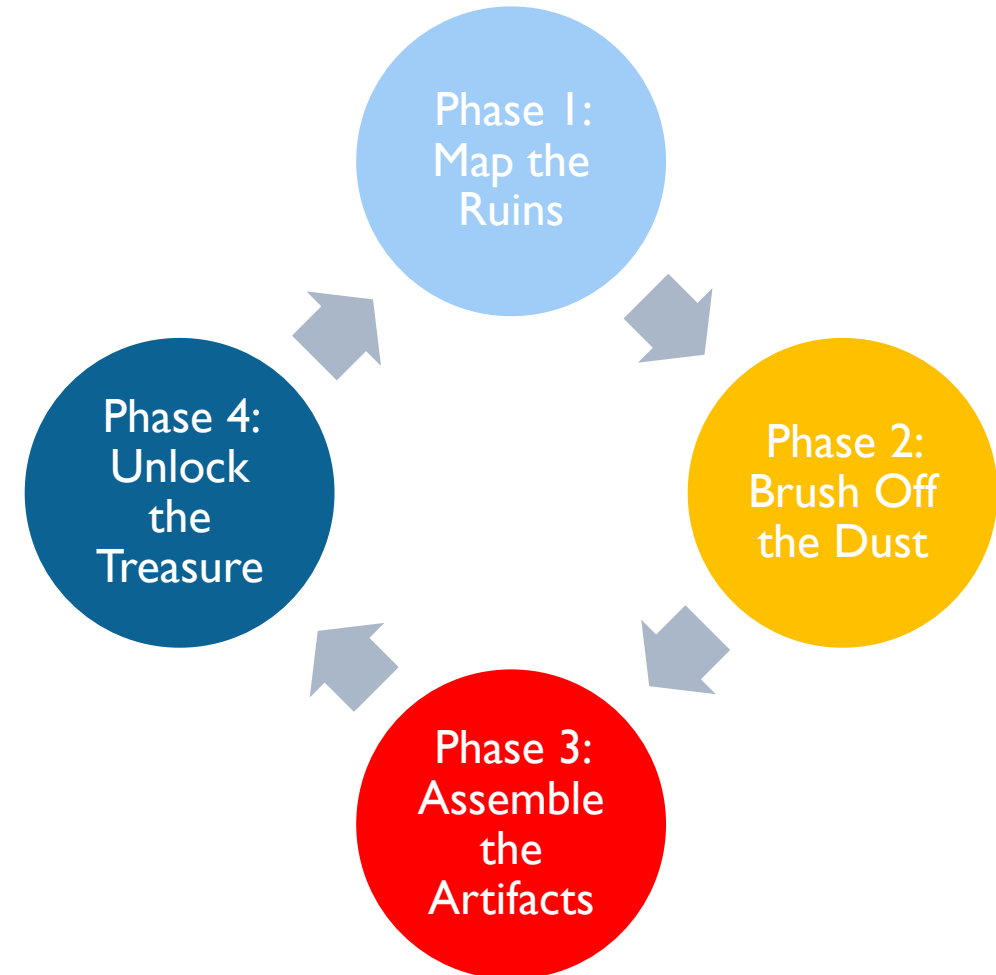 Phase 1:
Map the
Ruins
Phase 2:
Brush Off
the Dust
Phase 3:
Assemble
the
Artifacts
Phase 4:
Unlock
the
Treasure